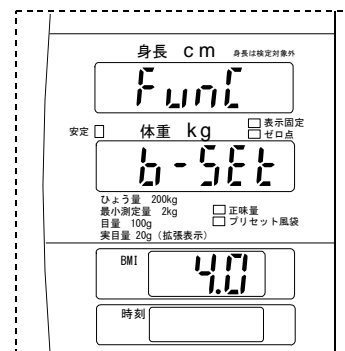 身長 cm 身長は検定対象外
FunC
安定 体重 kg 表示固定
ゼロ点
b-SEt
ひょう量 200kg
最小測定量 2kg 正味量
目量 100g プリセット風袋
実目量 20g (拡張表示)
BMI 4.0
時刻